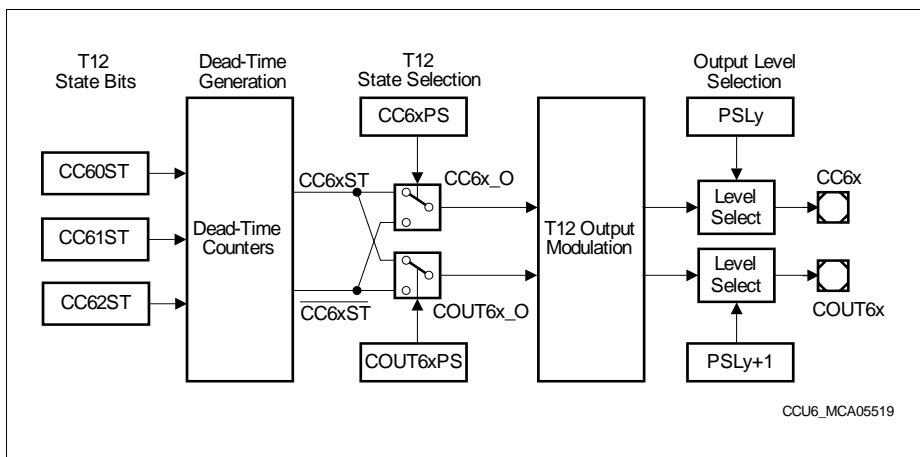 T12
State Bits
Dead-Time
Generation
T12
State Selection
Output Level
Selection
CC6xPS
PSLy
CC60ST
CC61ST
CC62ST
Dead-Time
Counters
CC6xST
CC6xST
CC6x_O
COUT6x_O
COUT6xPS
T12 Output
Modulation
Level
Select
CC6x
Level
Select
COUT6x
PSLy+1
CCU6_MCA05519